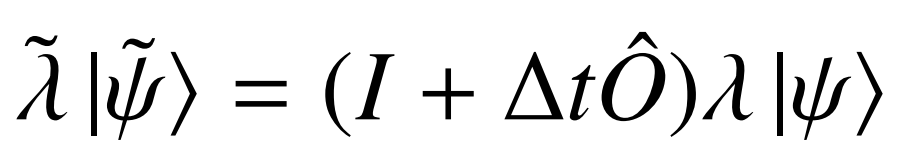 λ̃ |ψ̃⟩ = (I + ΔtÔ)λ |ψ⟩